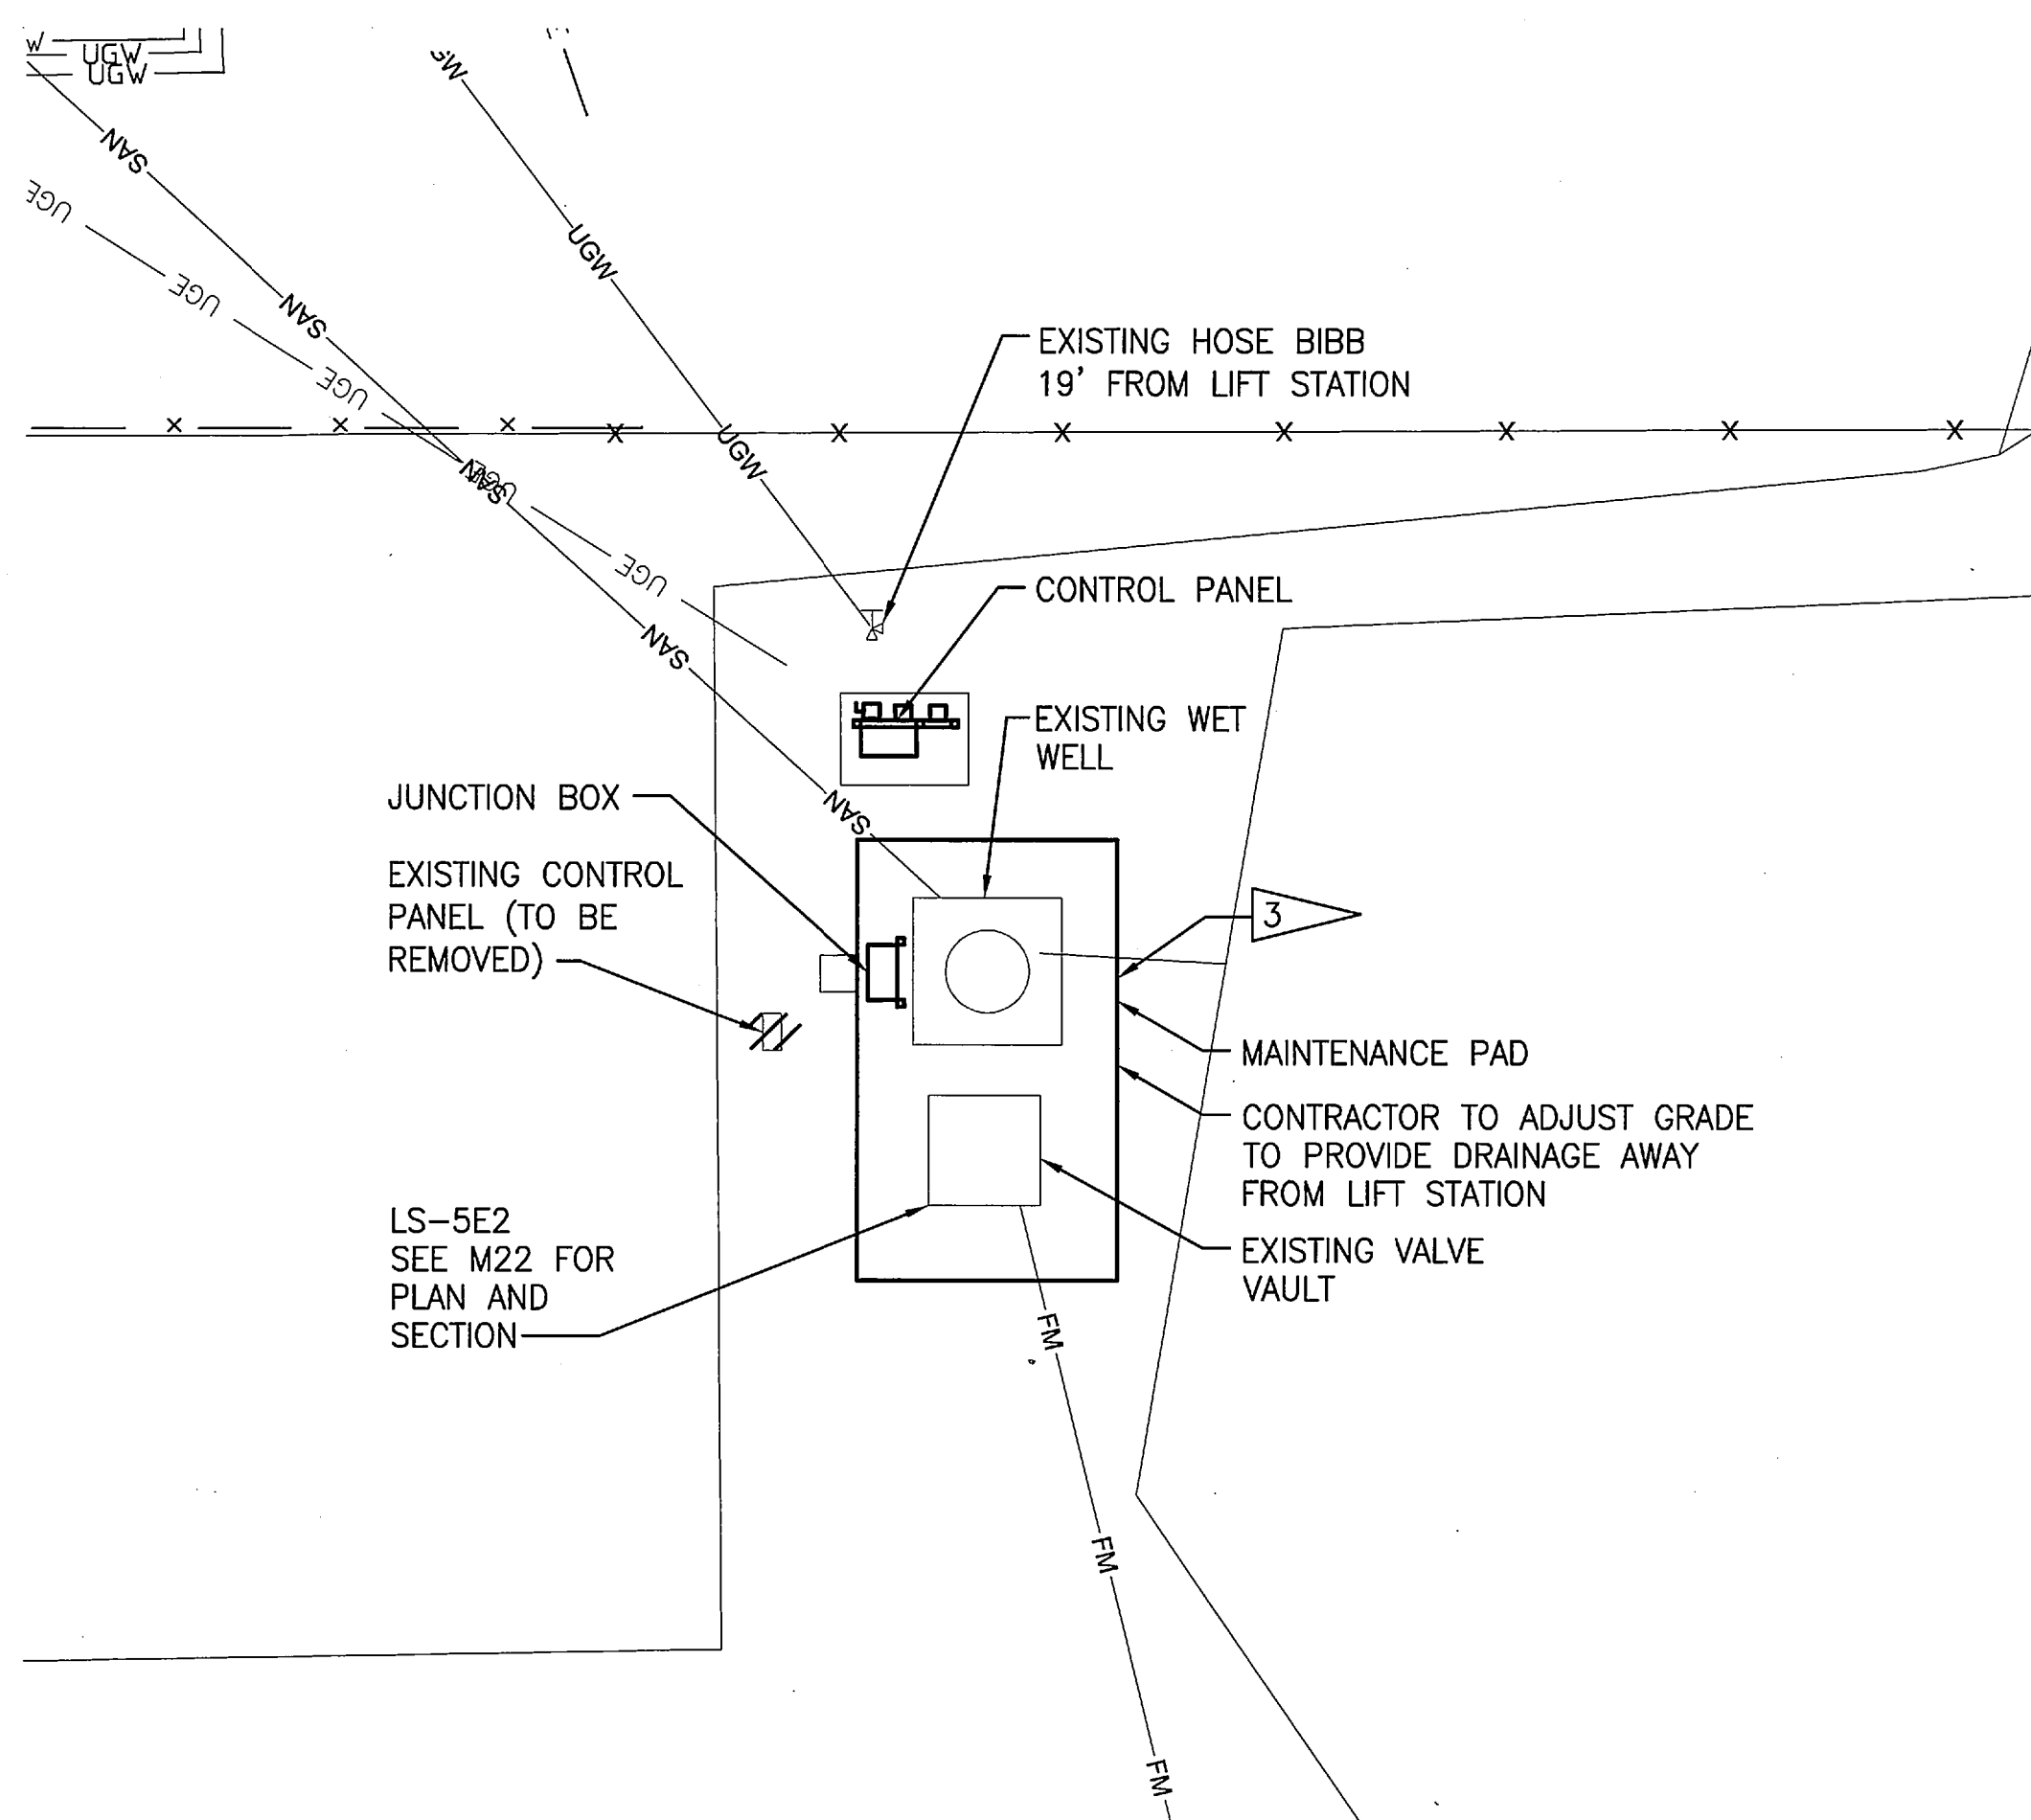 W
UGW
UGW
GW
SAN
UGE
UGW
UGE
SAN
UGE
EXISTING HOSE BIBB
19' FROM LIFT STATION
X X X X X X X X X X
UGW
SAN
UGE
UGE
SAN
CONTROL PANEL
EXISTING WET
WELL
JUNCTION BOX
SAN
EXISTING CONTROL
PANEL (TO BE
REMOVED)
3
MAINTENANCE PAD
CONTRACTOR TO ADJUST GRADE
TO PROVIDE DRAINAGE AWAY
FROM LIFT STATION
LS-5E2
SEE M22 FOR
PLAN AND
SECTION
EXISTING VALVE
VAULT
FM
FM
FM